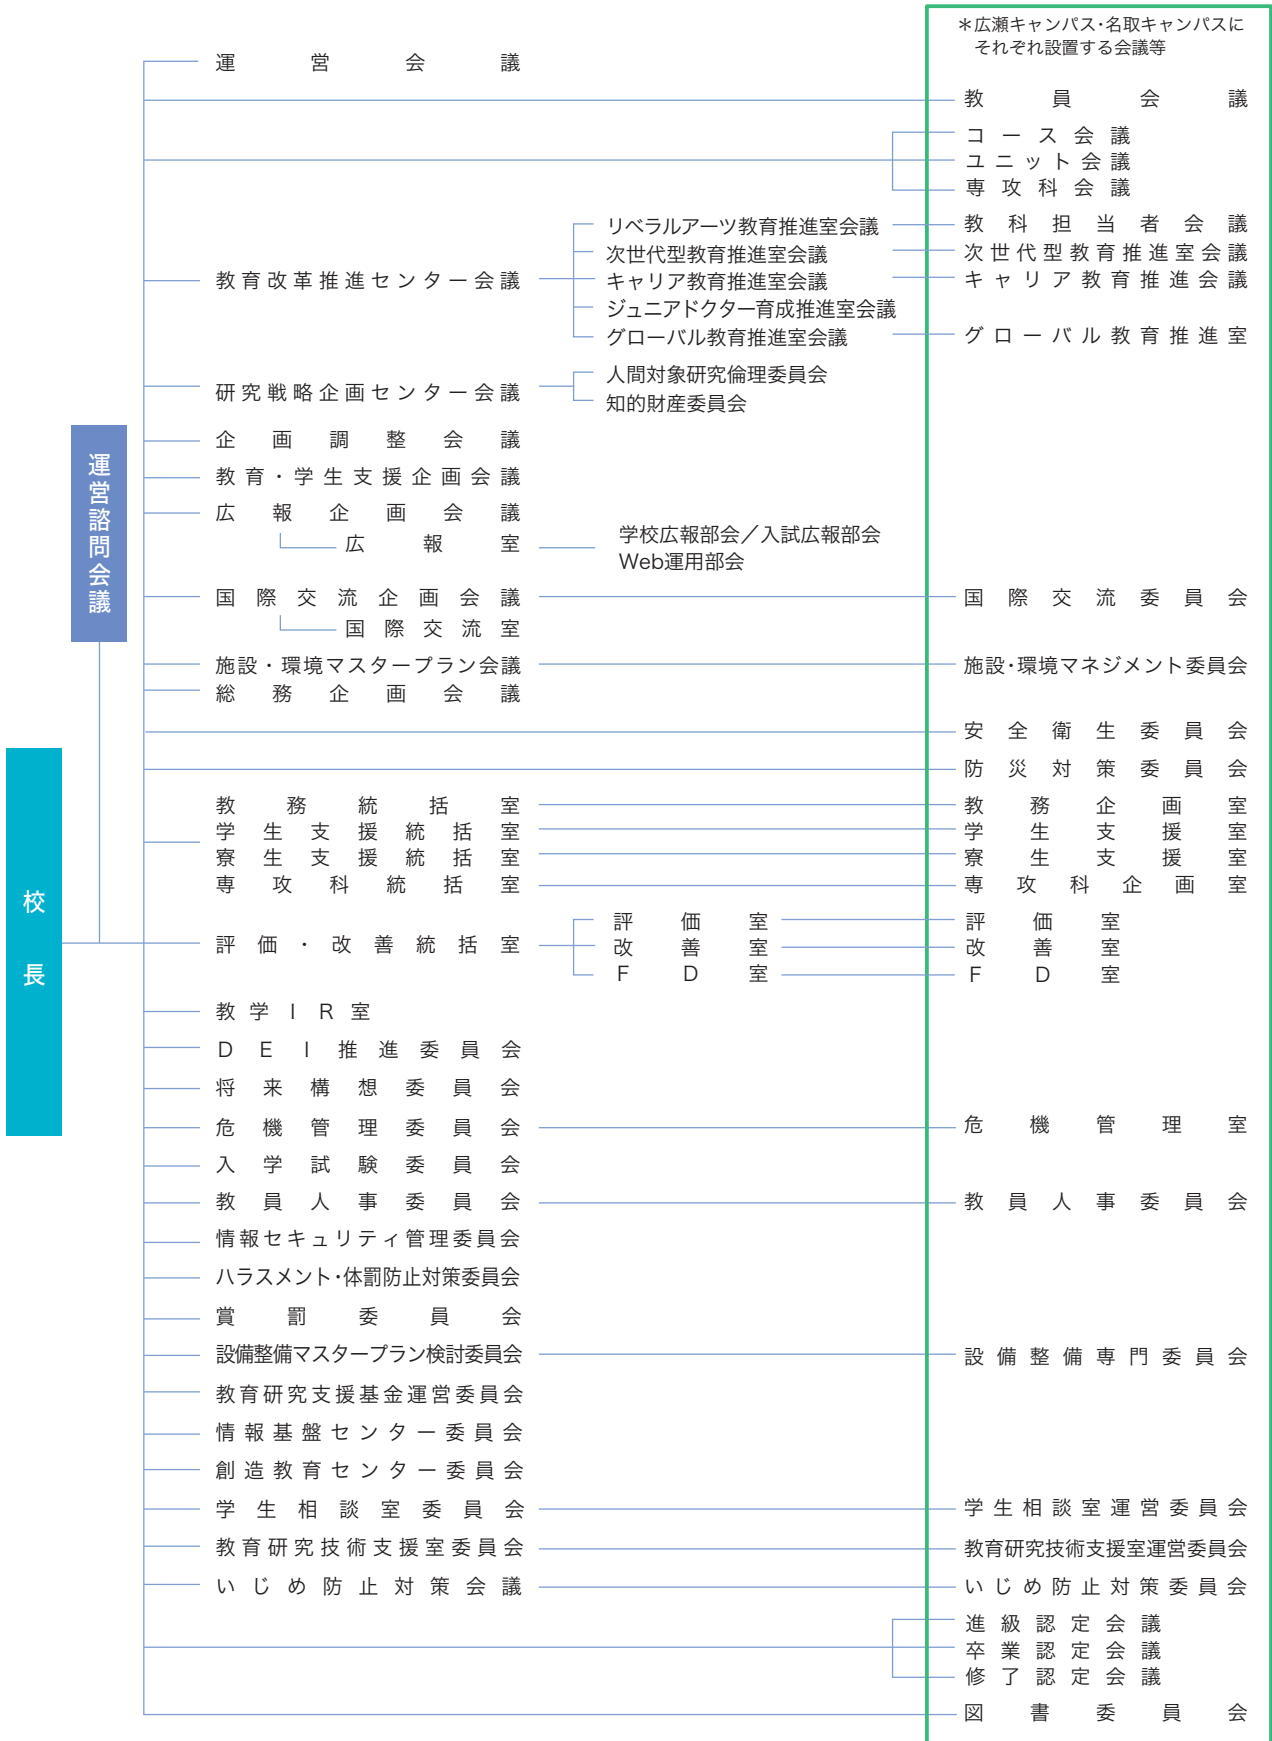 ＊広瀬キャンパス・名取キャンパスに
それぞれ設置する会議等
運営会議
教員会議
コース会議
ユニット会議
専攻科会議
教育改革推進センター会議
リベラルアーツ教育推進室会議
教科担当者会議
次世代型教育推進室会議
次世代型教育推進室会議
キャリア教育推進室会議
キャリア教育推進会議
ジュニアドクター育成推進室会議
グローバル教育推進室会議
グローバル教育推進室
研究戦略企画センター会議
人間対象研究倫理委員会
知的財産委員会
企画調整会議
教育・学生支援企画会議
広報企画会議
広報室
学校広報部会／入試広報部会
Web運用部会
国際交流企画会議
国際交流委員会
国際交流室
施設・環境マスタープラン会議
施設・環境マネジメント委員会
総務企画会議
運営諮問会議
校長
安全衛生委員会
防災対策委員会
教務統括室
教務企画室
学生支援統括室
学生支援室
寮生支援統括室
寮生支援室
専攻科統括室
専攻科企画室
評価・改善統括室
評価室
評価室
改善室
改善室
FD室
FD室
教学IR室
DEI推進委員会
将来構想委員会
危機管理委員会
危機管理室
入学試験委員会
教員人事委員会
教員人事委員会
情報セキュリティ管理委員会
ハラスメント・体罰防止対策委員会
賞罰委員会
設備整備マスタープラン検討委員会
設備整備専門委員会
教育研究支援基金運営委員会
情報基盤センター委員会
創造教育センター委員会
学生相談室委員会
学生相談室運営委員会
教育研究技術支援室委員会
教育研究技術支援室運営委員会
いじめ防止対策会議
いじめ防止対策委員会
進級認定会議
卒業認定会議
修了認定会議
図書委員会